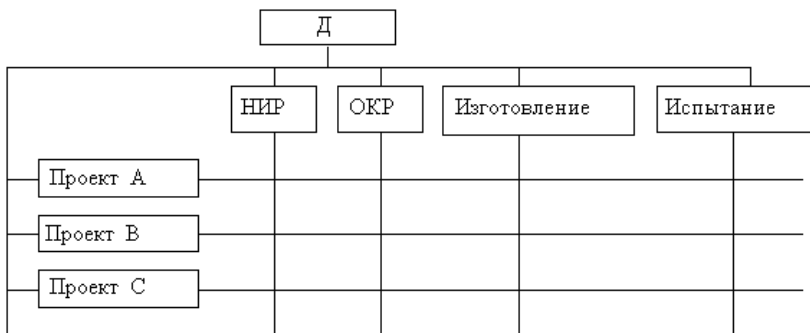 Д
НИР
ОКР
Изготовление
Испытание
Проект А
Проект В
Проект С